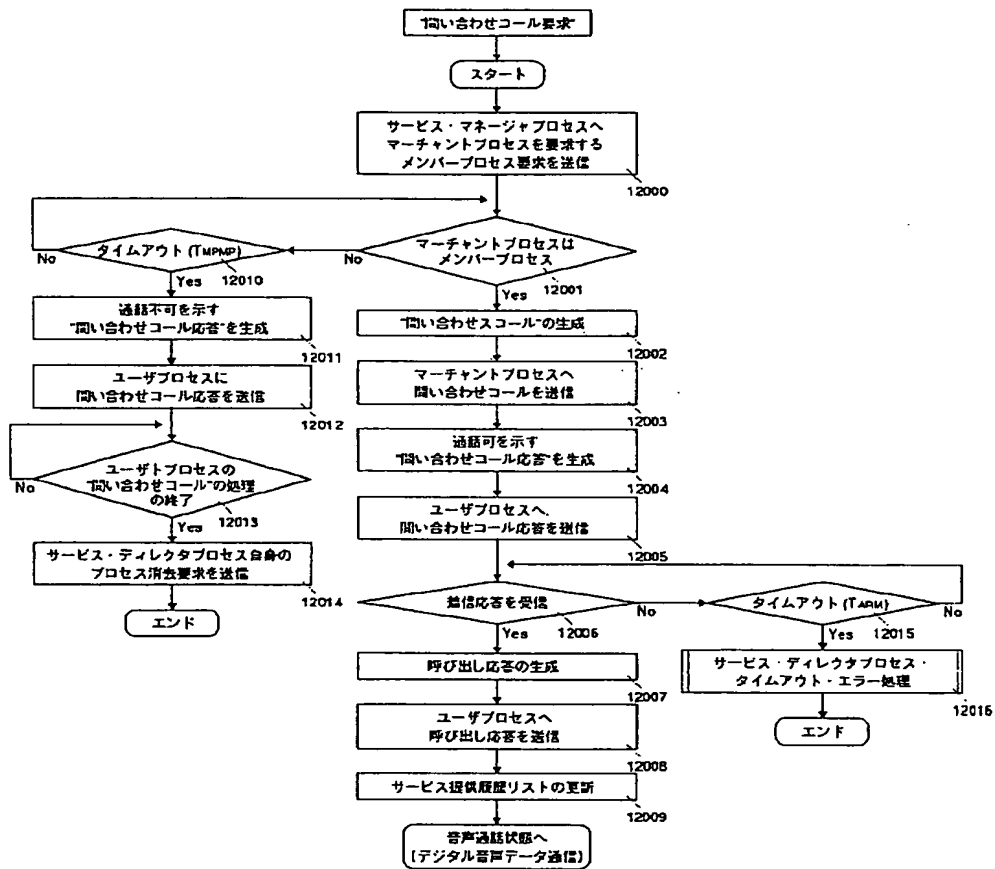 "問い合わせコール要求"
スタート
サービス・マネージャプロセスへ
マーチャントプロセスを要求する
メンバープロセス要求を送信
12000
マーチャントプロセスは
メンバープロセス
12001
No
Yes
タイムアウト (TMPMP)
12010
No
Yes
通話不可を示す
"問い合わせコール応答"を生成
12011
ユーザプロセスに
問い合わせコール応答を送信
12012
ユーザトプロセスの
"問い合わせコール"の処理
の終了
12013
No
Yes
サービス・ディレクタプロセス自身の
プロセス消去要求を送信
12014
エンド
"問い合わせスコール"の生成
12002
マーチャントプロセスへ
問い合わせコールを送信
12003
通話可を示す
"問い合わせコール応答"を生成
12004
ユーザプロセスへ、
問い合わせコール応答を送信
12005
着信応答を受信
12006
No
Yes
タイムアウト (TARM)
12015
No
Yes
サービス・ディレクタプロセス・
タイムアウト・エラー処理
12016
エンド
呼び出し応答の生成
12007
ユーザプロセスへ
呼び出し応答を送信
12008
サービス提供履歴リストの更新
12009
音声通話状態へ
(デジタル音声データ通信)